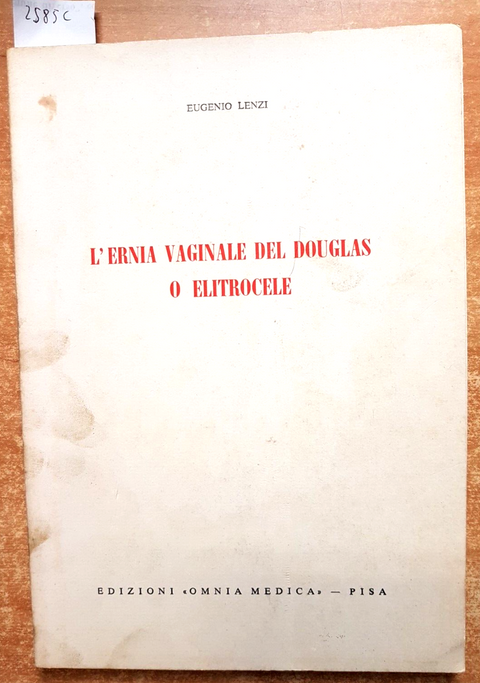 2585C
EUGENIO LENZI
L'ERNIA VAGINALE DEL DOUGLAS
O ELITROCELE
EDIZIONI «OMNIA MEDICA» — PISA